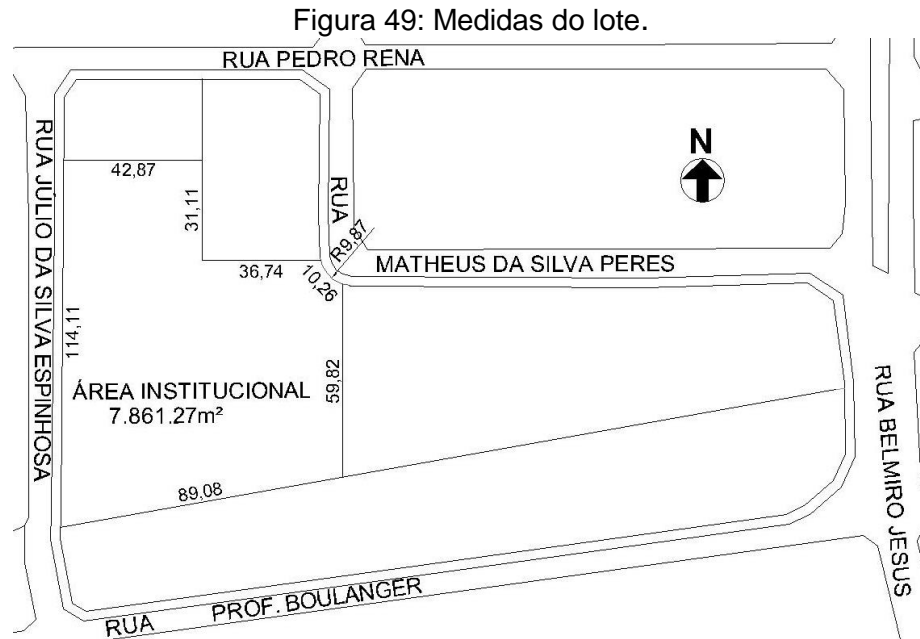 Figura 49: Medidas do lote.
RUA PEDRO RENA
RUA JÚLIO DA SILVA ESPINHOSA
42,87
31,11
RUA
N
R9,87
36,74
10,26
MATHEUS DA SILVA PERES
114,11
59,82
ÁREA INSTITUCIONAL
7.861.27m²
RUA BELMIRO JESUS
89,08
RUA PROF. BOULANGER